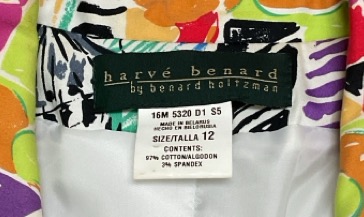 harvé benard
by benard holtzman
16M 5320 D1 S5
MADE IN BELARUS
HECHO EN BIELORUSIA
SIZE/TALLA 12
CONTENTS:
97% COTTON/ALGODON
3% SPANDEX